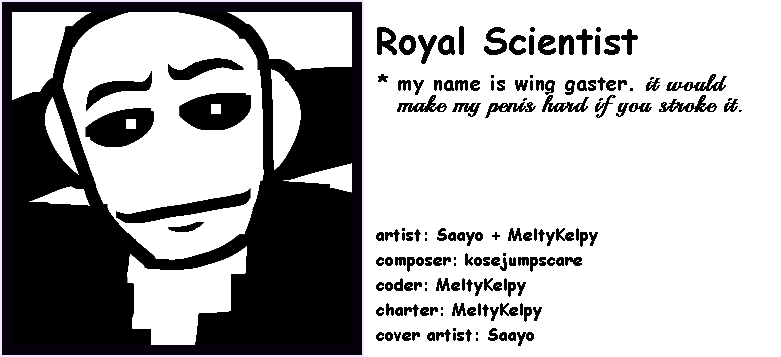 Royal Scientist
* my name is wing gaster. it would
make my penis hard if you stroke it.
artist: Saayo + MeltyKelpy
composer: kosejumpscare
coder: MeltyKelpy
charter: MeltyKelpy
cover artist: Saayo